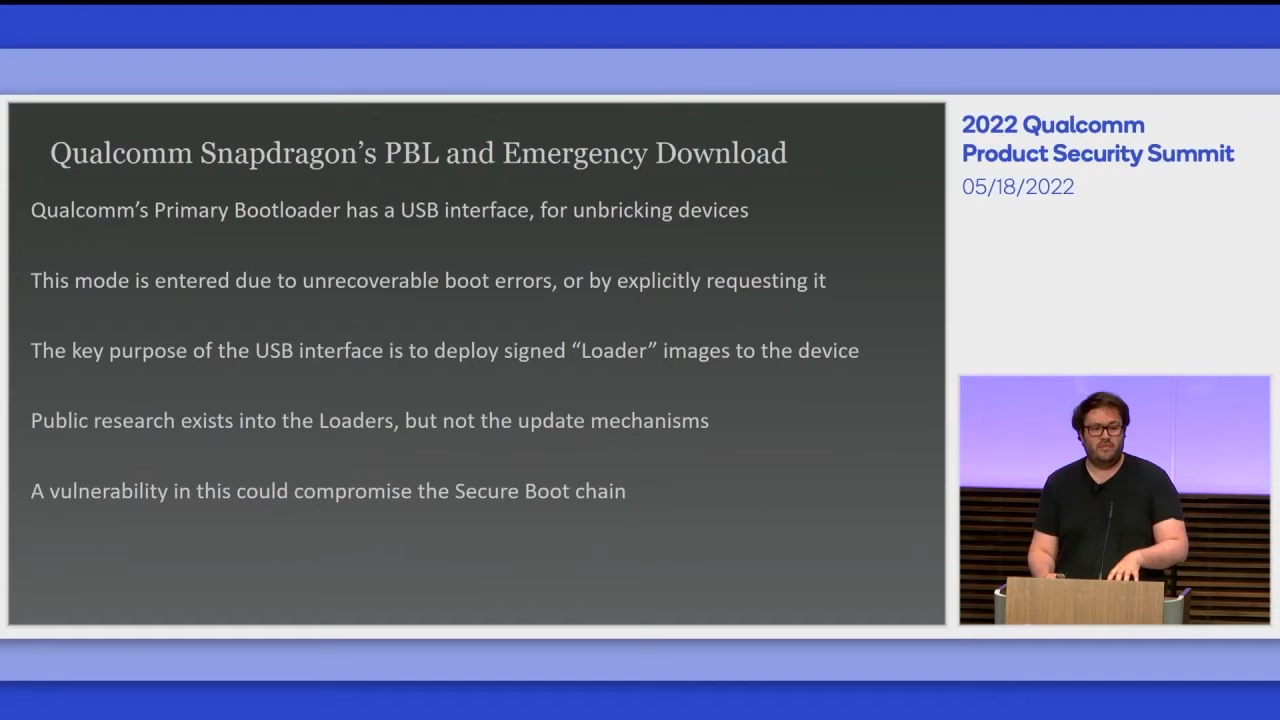 Qualcomm Snapdragon’s PBL and Emergency Download
Qualcomm’s Primary Bootloader has a USB interface, for unbricking devices
This mode is entered due to unrecoverable boot errors, or by explicitly requesting it
The key purpose of the USB interface is to deploy signed “Loader” images to the device
Public research exists into the Loaders, but not the update mechanisms
A vulnerability in this could compromise the Secure Boot chain
2022 Qualcomm
Product Security Summit
05/18/2022